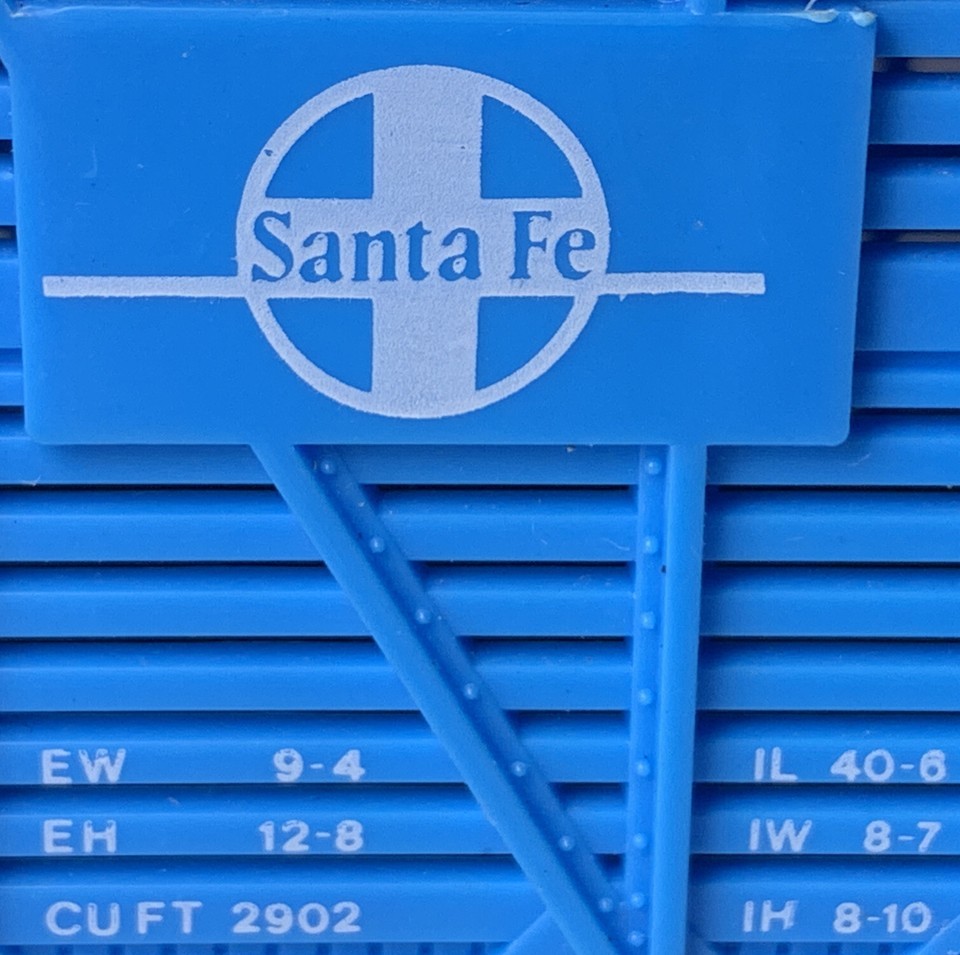 Santa Fe
EW 9-4
EH 12-8
CU FT 2902
IL 40-6
IW 8-7
IH 8-10